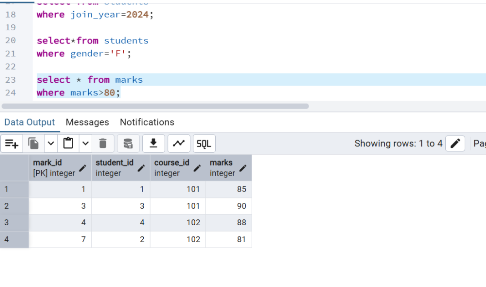 18 where join_year=2024;
19
20 select*from students
21 where gender='F';
22
23 select * from marks
24 where marks>80;
Data Output Messages Notifications
SQL Showing rows: 1 to 4
mark_id student_id course_id marks
[PK] integer integer integer integer
1 1 1 101 85
2 3 3 101 90
3 4 4 102 88
4 7 2 102 81